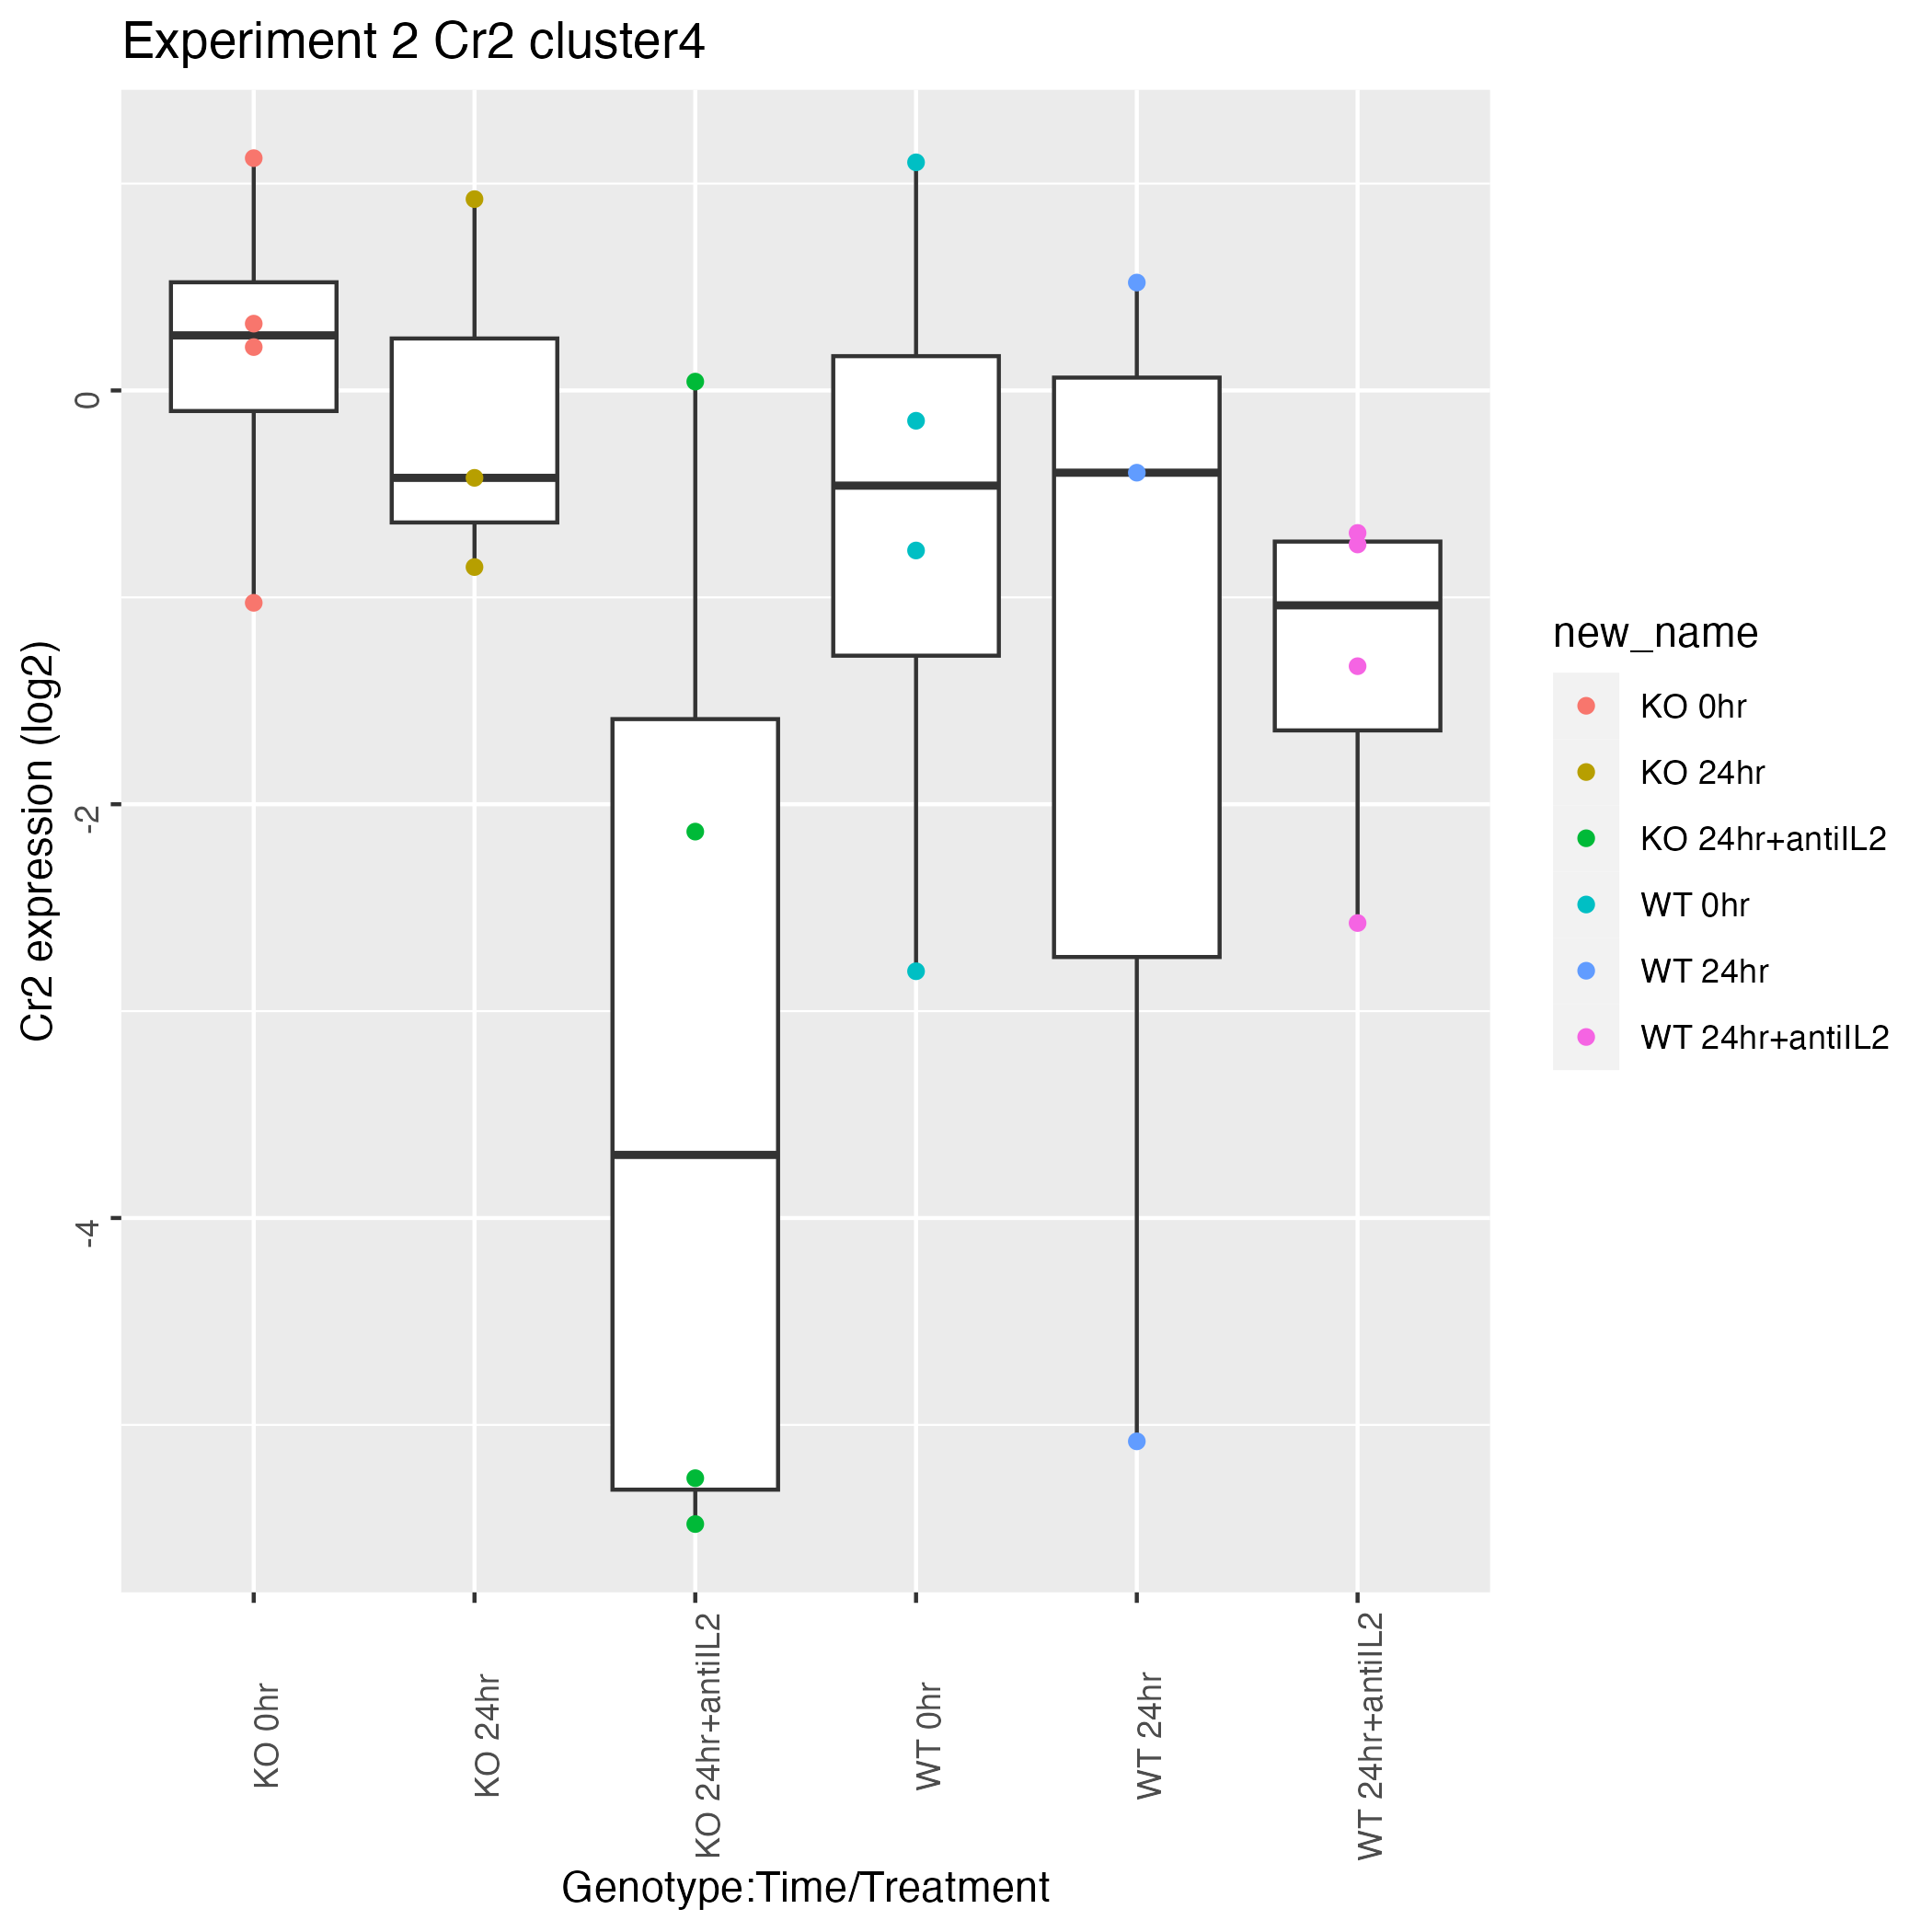 Experiment 2 Cr2 cluster4
Cr2 expression (log2)
0
-2
-4
KO 0hr
KO 24hr
KO 24hr+antiIL2
WT 0hr
WT 24hr
WT 24hr+antiIL2
Genotype:Time/Treatment
new_name
KO 0hr
KO 24hr
KO 24hr+antiIL2
WT 0hr
WT 24hr
WT 24hr+antiIL2